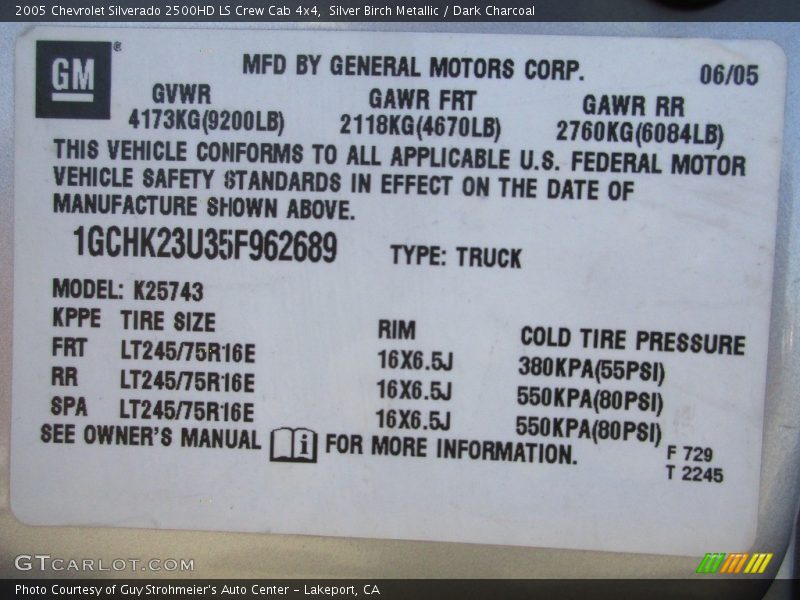 2005 Chevrolet Silverado 2500HD LS Crew Cab 4x4,  Silver Birch Metallic / Dark Charcoal
GM ®
MFD BY GENERAL MOTORS CORP. 06/05
GVWR GAWR FRT GAWR RR
4173KG(9200LB) 2118KG(4670LB) 2760KG(6084LB)
THIS VEHICLE CONFORMS TO ALL APPLICABLE U.S. FEDERAL MOTOR
VEHICLE SAFETY STANDARDS IN EFFECT ON THE DATE OF
MANUFACTURE SHOWN ABOVE.
1GCHK23U35F962689 TYPE: TRUCK
MODEL: K25743
KPPE TIRE SIZE RIM COLD TIRE PRESSURE
FRT LT245/75R16E 16X6.5J 380KPA(55PSI)
RR LT245/75R16E 16X6.5J 550KPA(80PSI)
SPA LT245/75R16E 16X6.5J 550KPA(80PSI)
SEE OWNER'S MANUAL i FOR MORE INFORMATION.
F 729
T 2245
GTCARLOT.COM
Photo Courtesy of Guy Strohmeier's Auto Center – Lakeport, CA